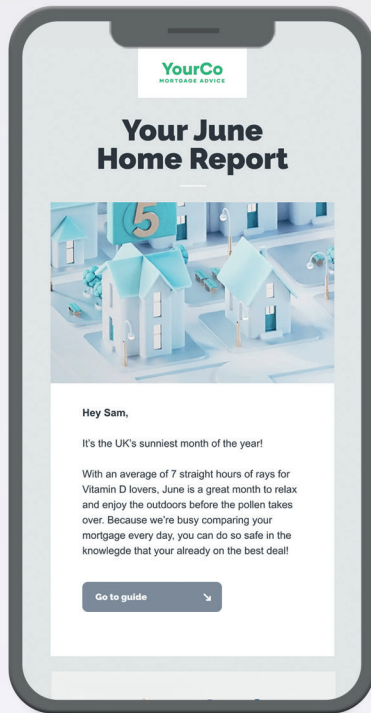 YourCo
MORTGAGE ADVICE
Your June
Home Report
5
Hey Sam,
It's the UK's sunniest month of the year!
With an average of 7 straight hours of rays for
Vitamin D lovers, June is a great month to relax
and enjoy the outdoors before the pollen takes
over. Because we're busy comparing your
mortgage every day, you can do so safe in the
knowlegde that your already on the best deal!
Go to guide